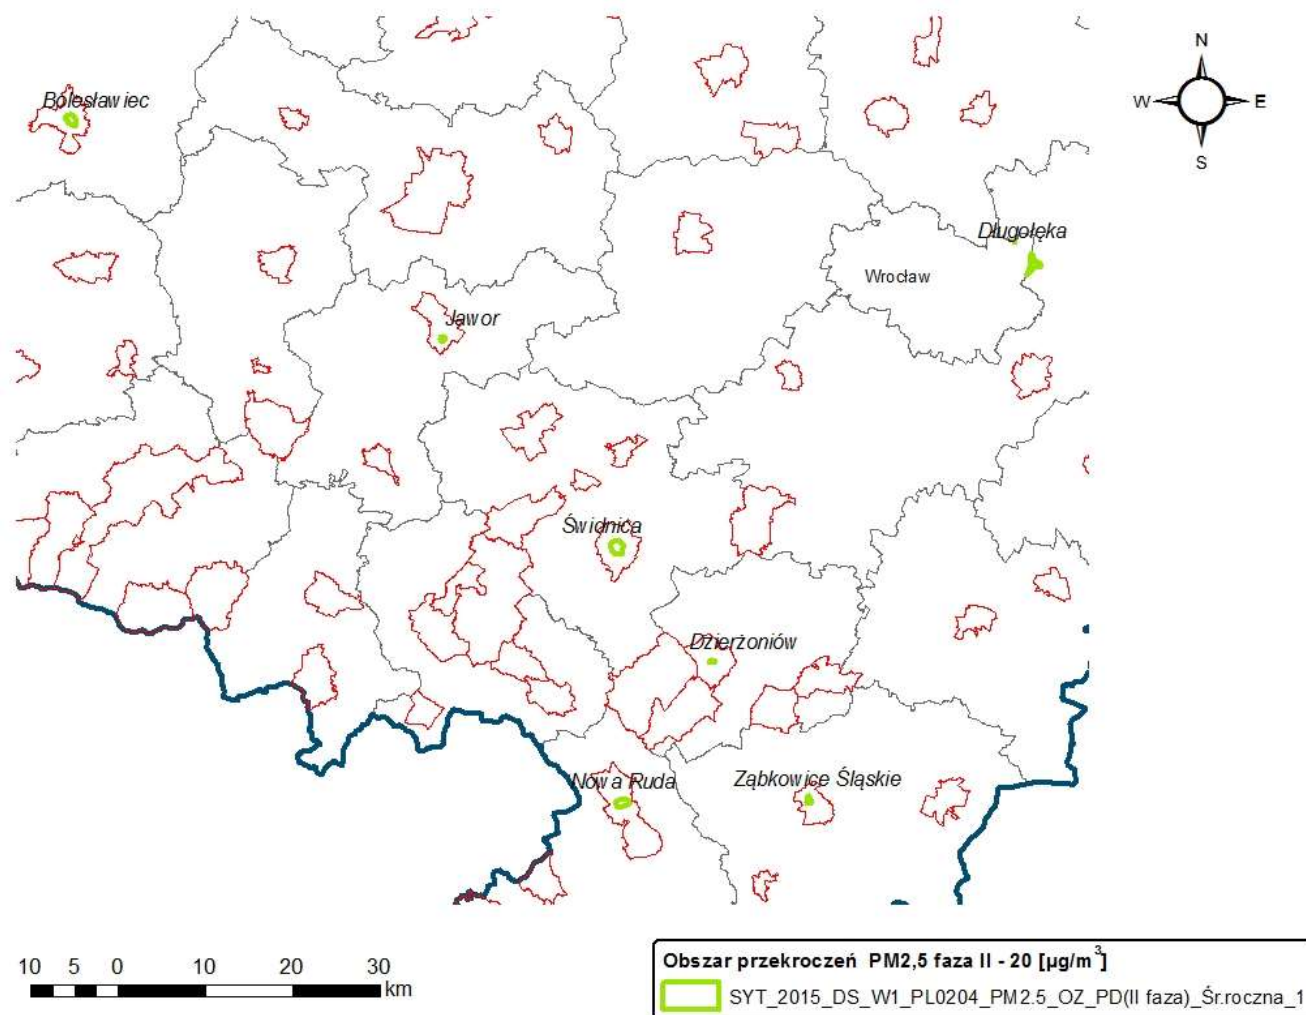 N
Bolesławiec
W E
S
Długołęka
Wrocław
Jawor
Świdnica
Dzierżoniów
Nowa Ruda
Ząbkowice Śląskie
10 5 0 10 20 30
km
Obszar przekroczeń PM2,5 faza II - 20 [µg/m³]
SYT_2015_DS_W1_PL0204_PM2.5_OZ_PD(II faza)_Śr.roczna_1